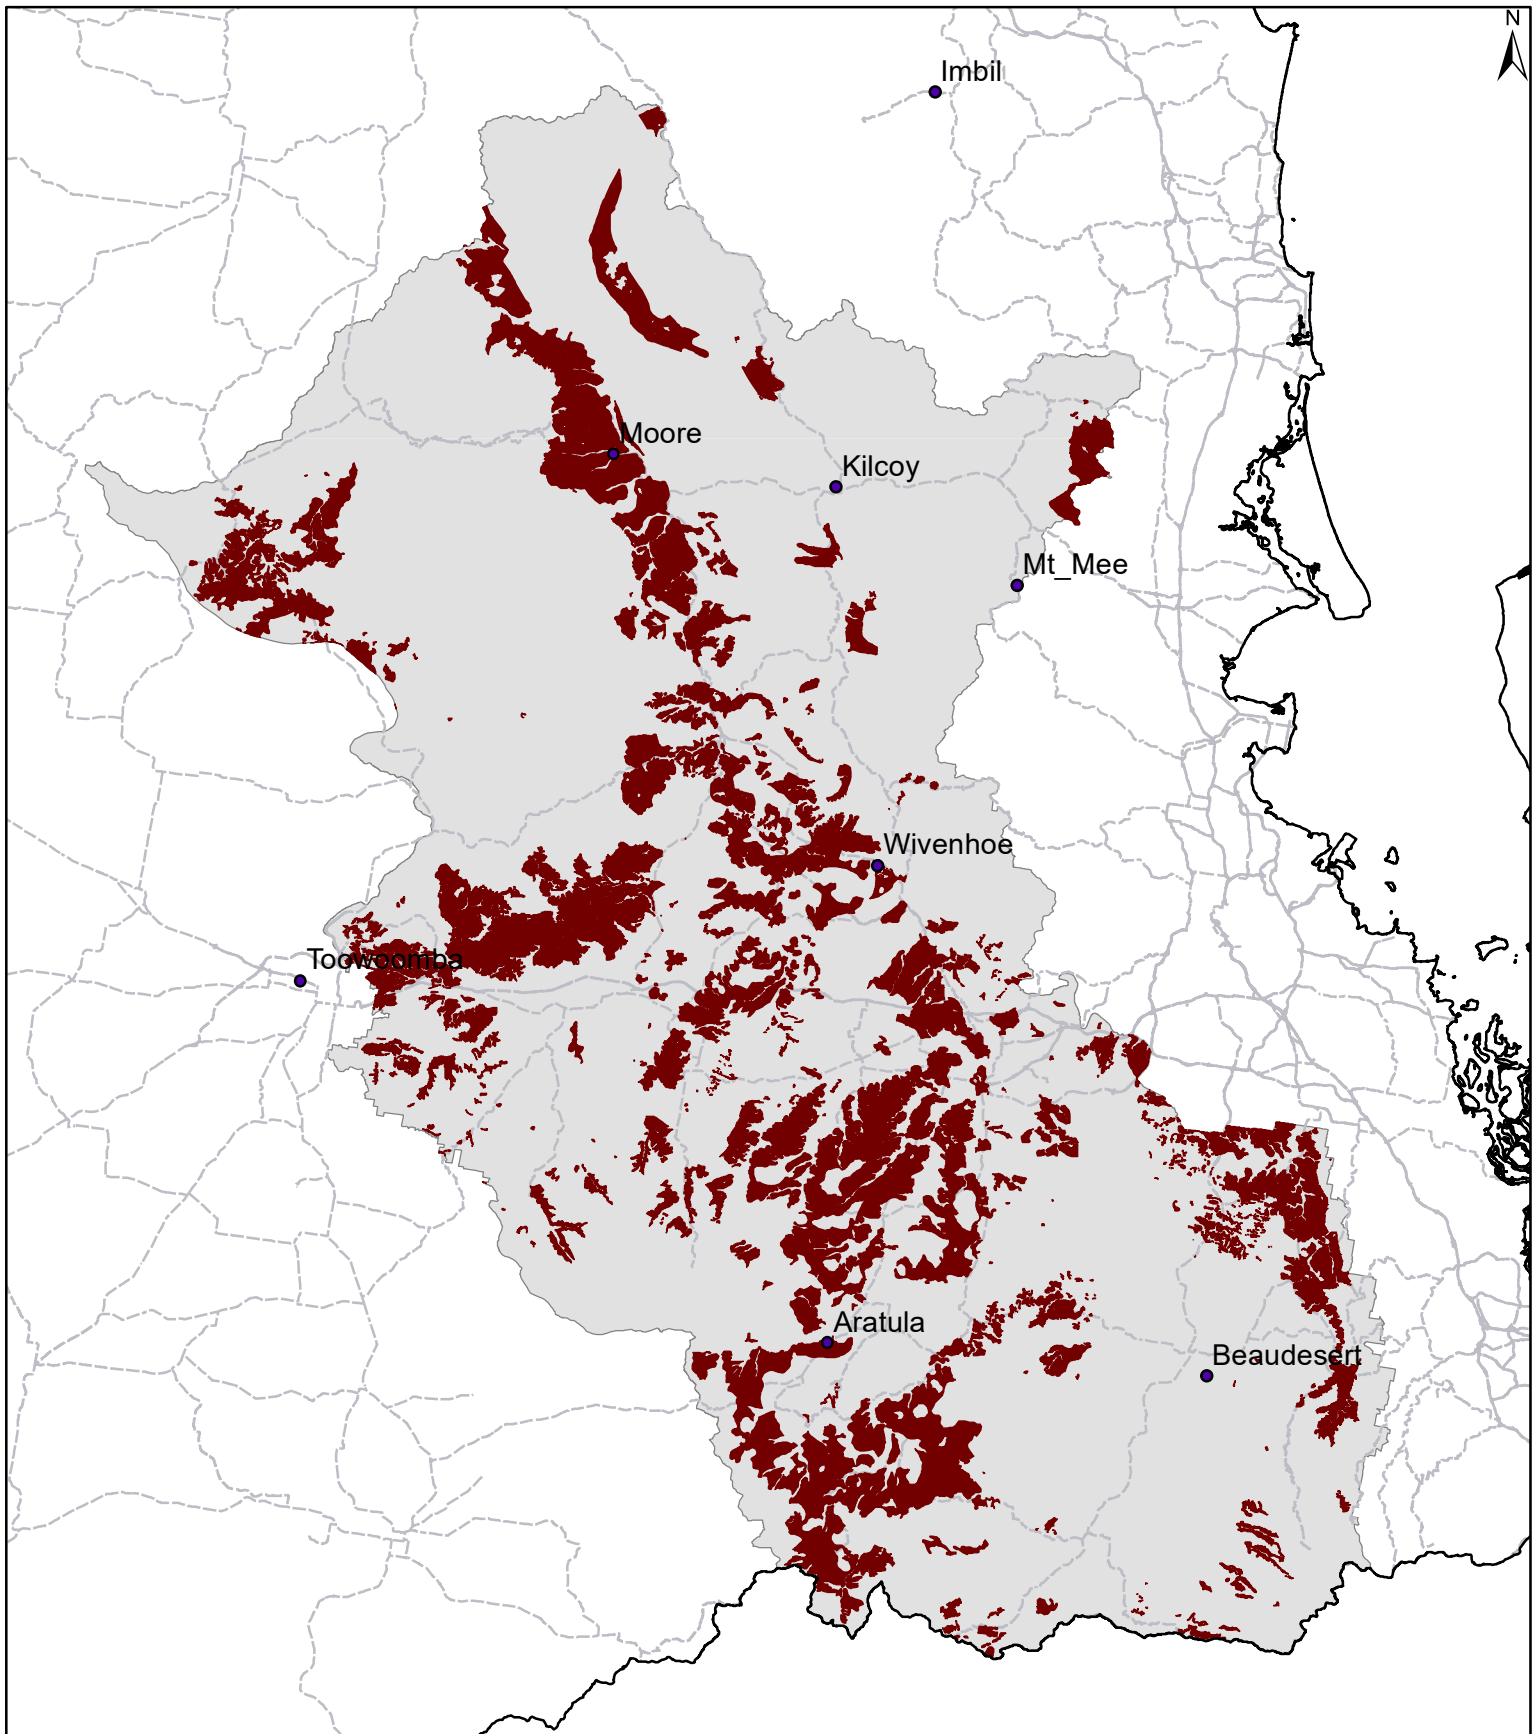 N
Imbil
Moore
Kilcoy
Mt_Mee
Wivenhoe
Toowoomba
Aratula
Beaudesert